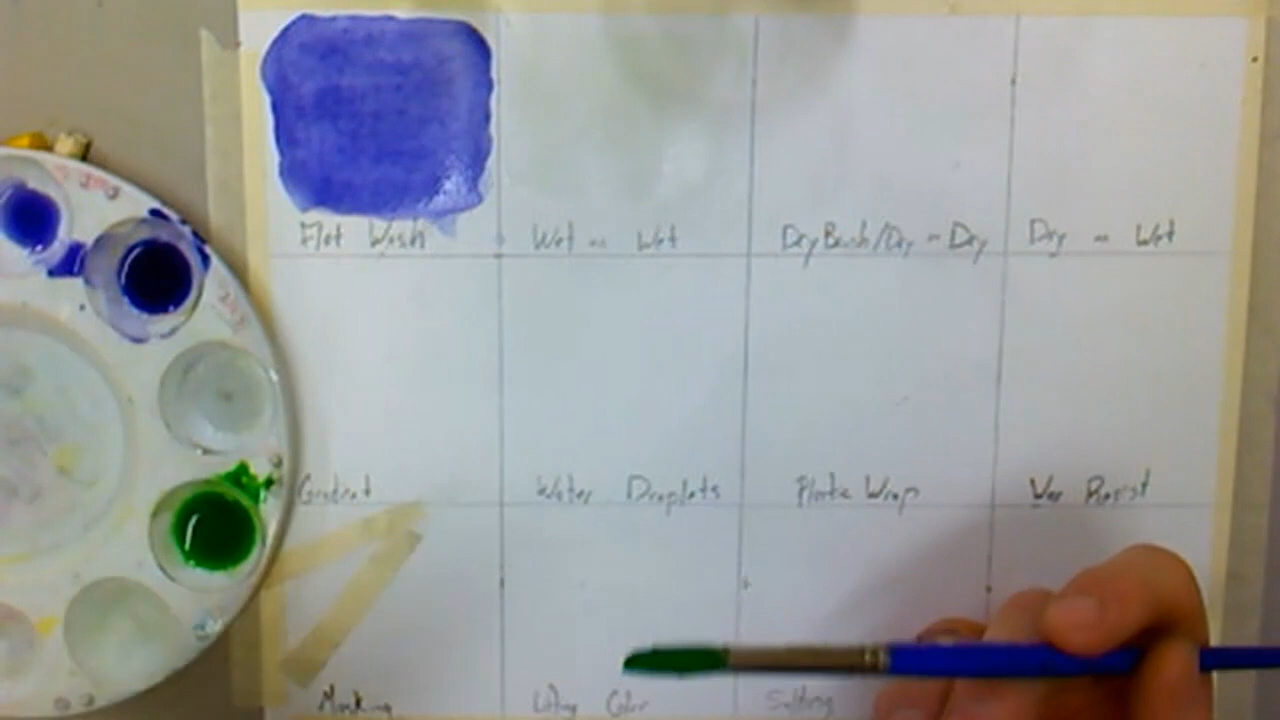 Flat Wash Wet on Wet Dry Brush/Dry on Dry Dry on Wet
Gradient Water Droplets Plastic Wrap Wax Resist
Masking Lifting Color Salting